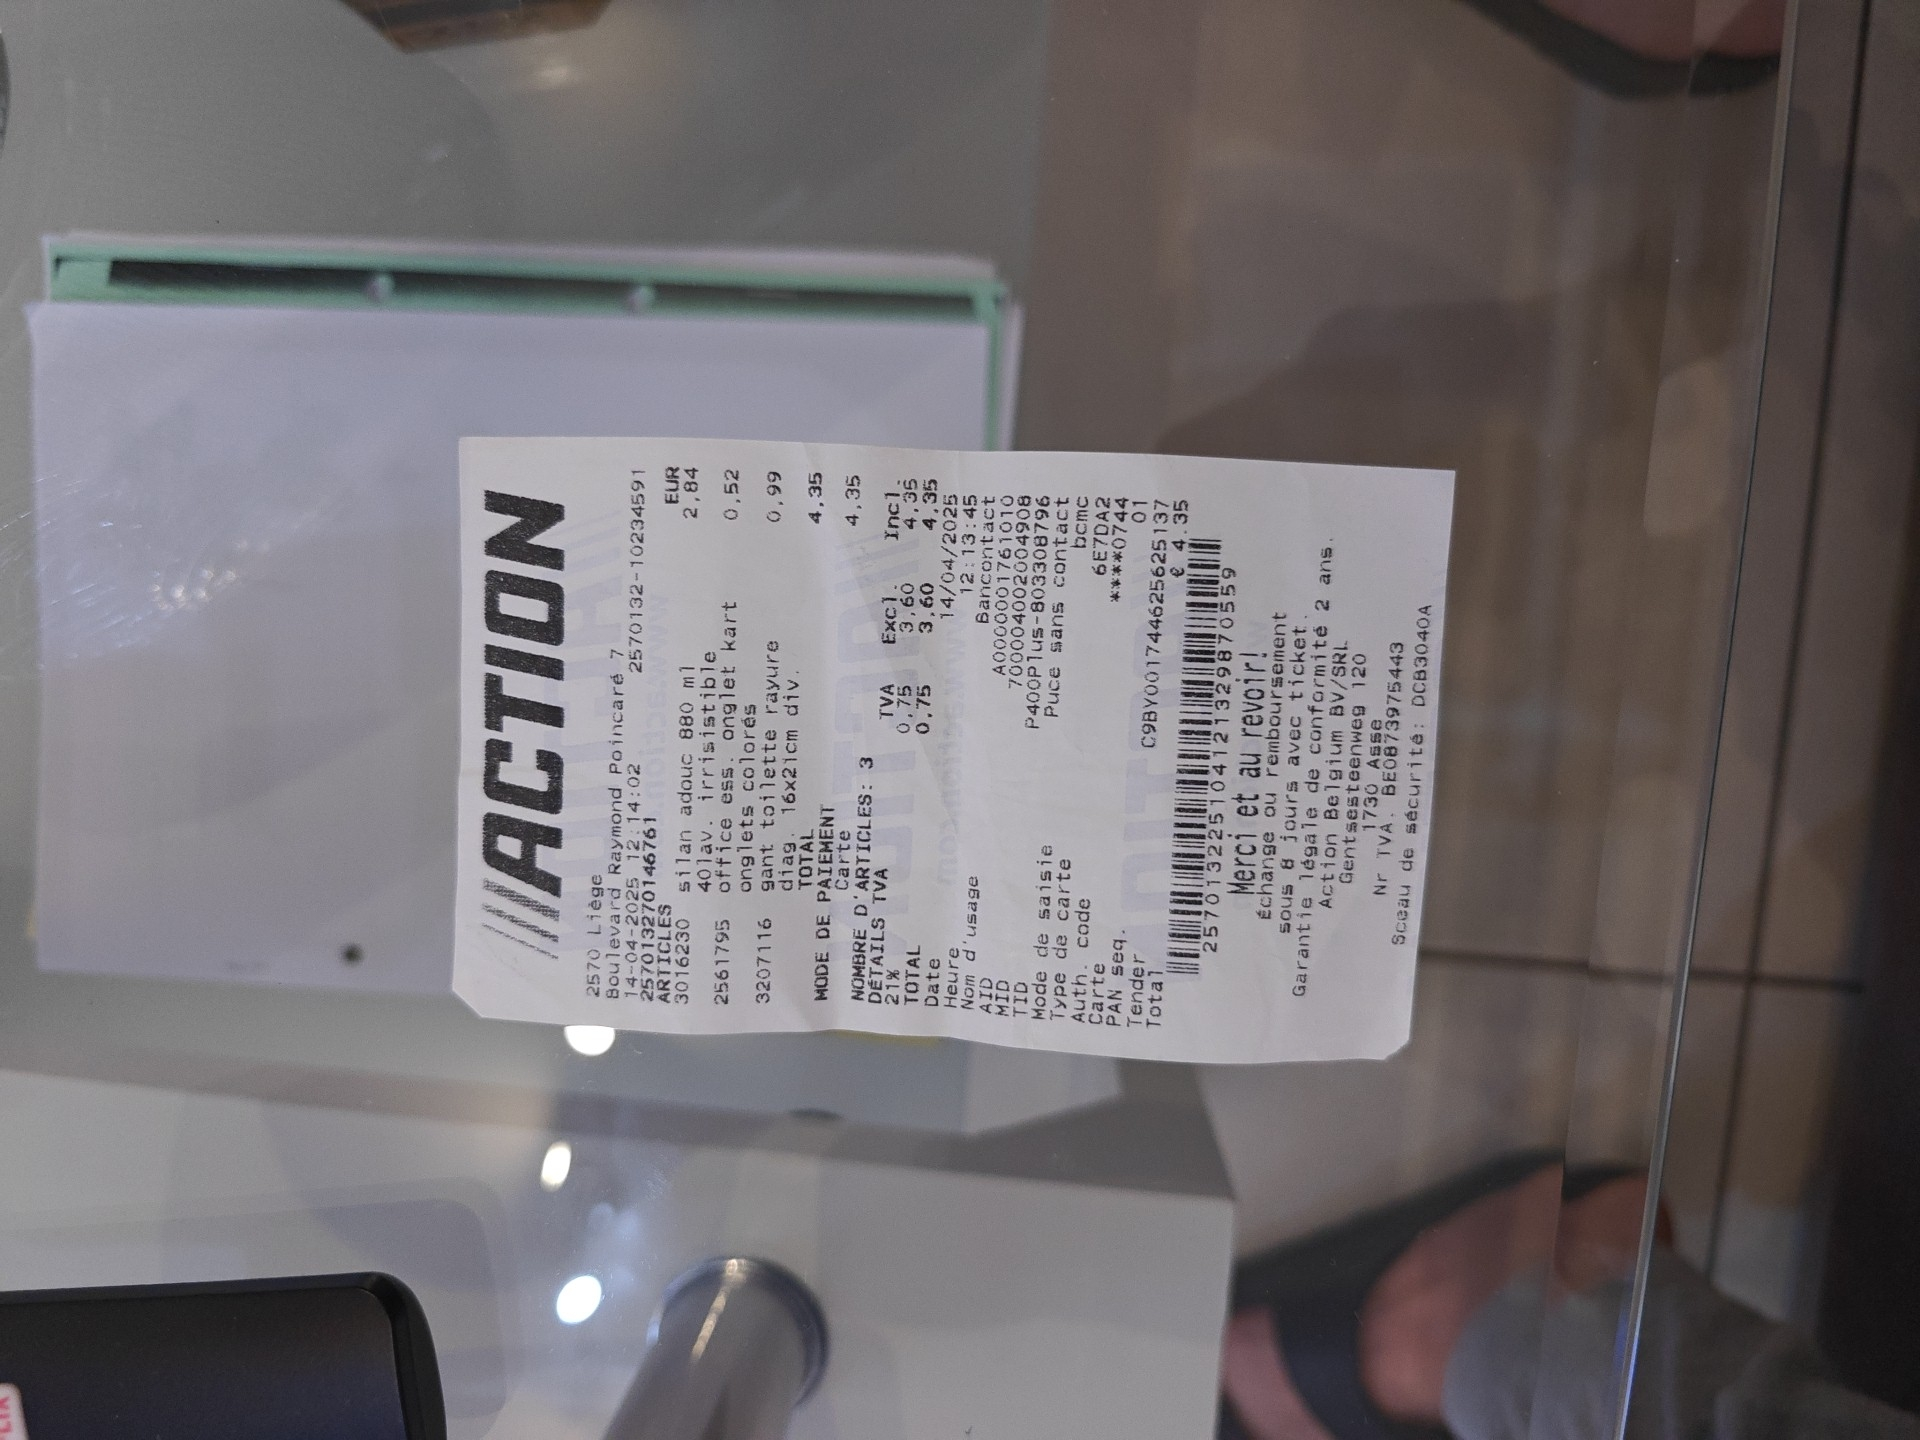 ///ACTION
2570 Liège
Boulevard Raymond Poincaré 7
14-04-2025 12:14:02 2570132-10234591
257013270146761
ARTICLES EUR
3016230 silan adouc 880 ml 2,84
40lav. irrisistible
2561795 office ess. onglet kart 0,52
onglets colorés
3207116 gant toilette rayure 0,99
diag. 16x21cm div.
TOTAL 4,35
MODE DE PAIEMENT
Carte 4,35
NOMBRE D'ARTICLES: 3
DÉTAILS TVA TVA Excl. Incl.
21% 0,75 3,60 4,35
TOTAL 0,75 3,60 4,35
Date 14/04/2025
Heure 12:13:45
Nom d'usage Bancontact
AID A0000001761010
MID 700004002004908
TID P400Plus-803308796
Mode de saisie Puce sans contact
Type de carte bcmc
Auth. code 6E7DA2
Carte ****0744
PAN seq. 01
Tender C9BY001744625625137
Total € 4.35
257013225104121329870559
Merci et au revoir!
Échange ou remboursement
sous 8 jours avec ticket.
Garantie légale de conformité 2 ans.
Action Belgium BV/SRL
Gentsesteenweg 120
1730 Asse
Nr TVA. BE0873975443
Sceau de sécurité: DCB3040A